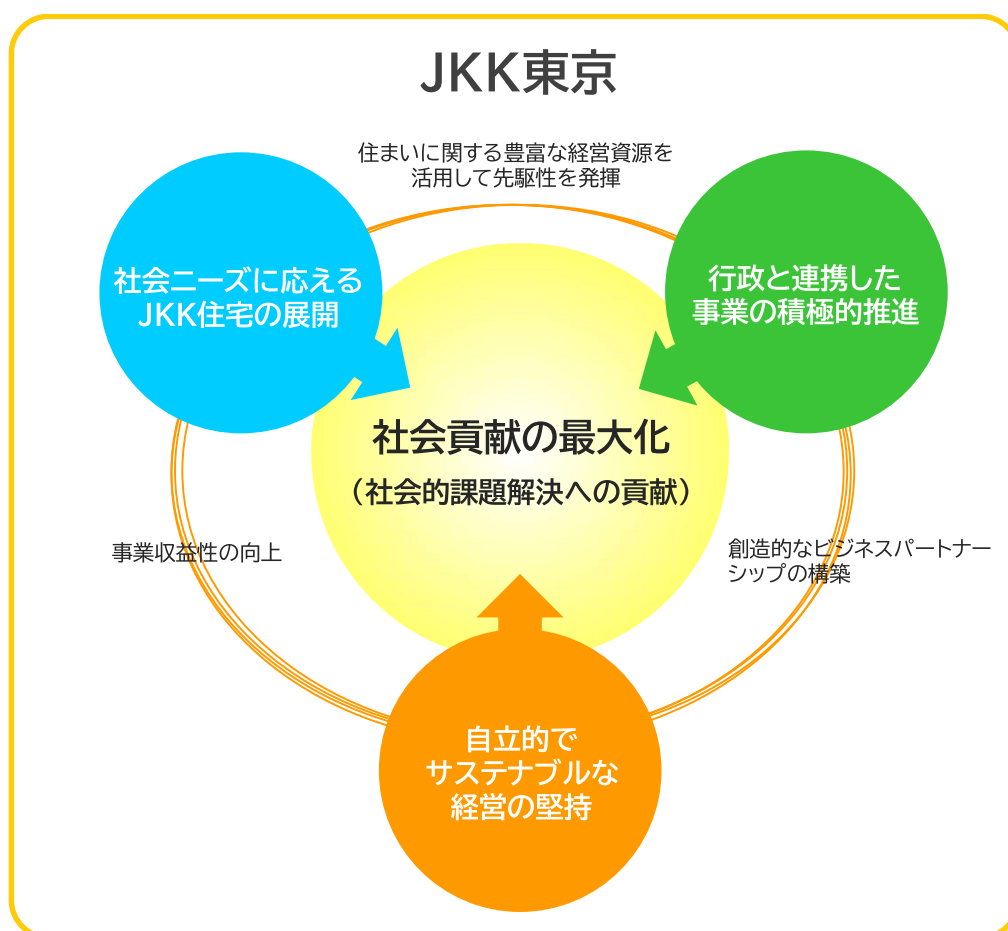 JKK東京
住まいに関する豊富な経営資源を
活用して先駆性を発揮
社会ニーズに応える
JKK住宅の展開
行政と連携した
事業の積極的推進
社会貢献の最大化
（社会的課題解決への貢献）
事業収益性の向上
創造的なビジネスパートナー
シップの構築
自立的で
サステナブルな
経営の堅持